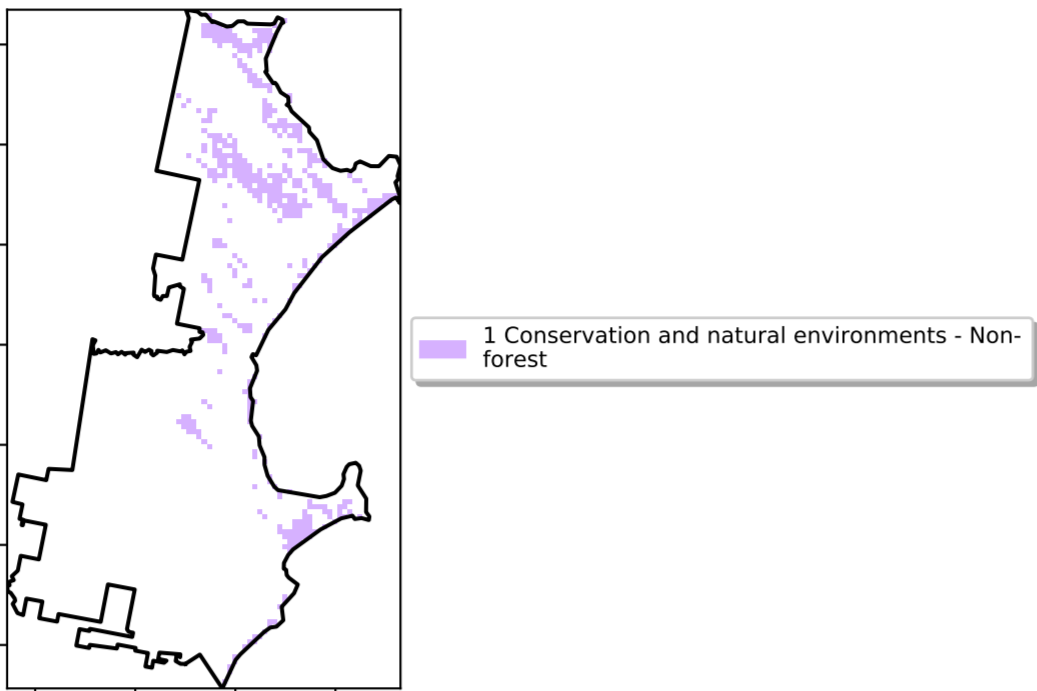 1 Conservation and natural environments - Non-
forest